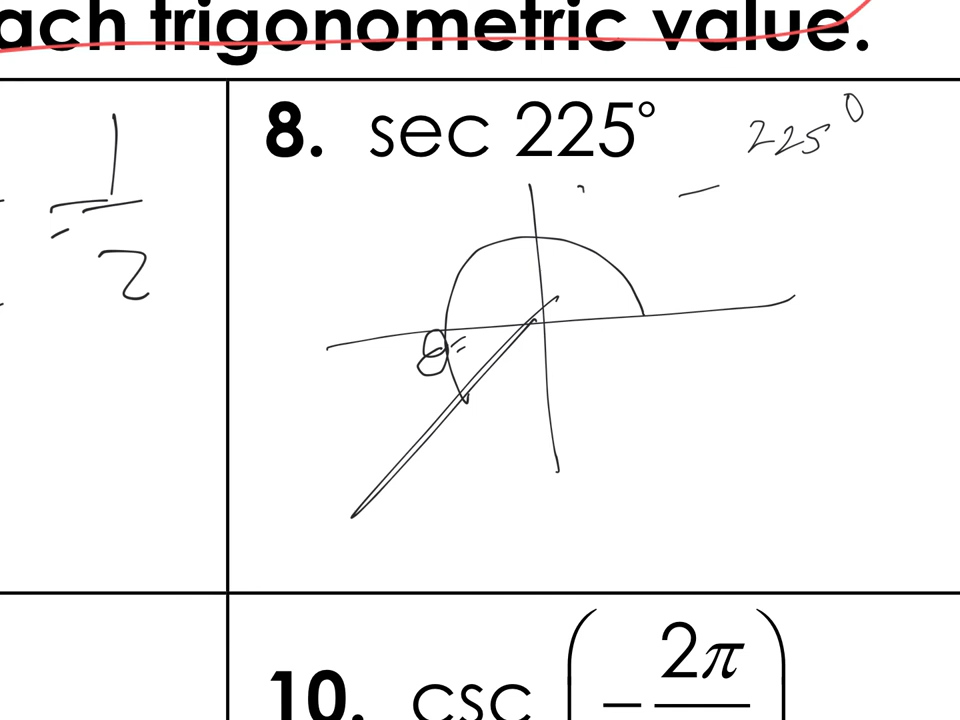 ach trigonometric value.
= 1/2
8. sec 225° 225°
-
θ=
10. csc (- 2π